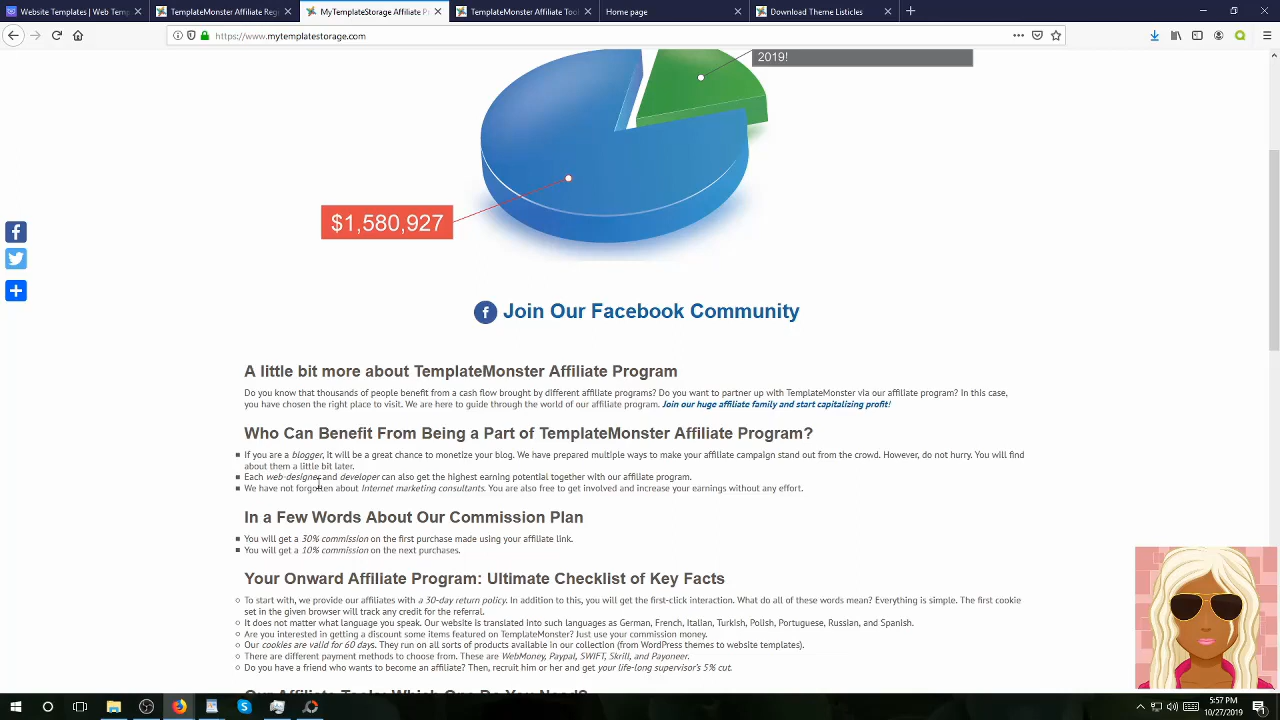 Website Templates | Web Temp
TemplateMonster Affiliate Reg
MyTemplateStorage Affiliate P
TemplateMonster Affiliate Tool
Home page
Download Theme Listicles
https://www.mytemplatestorage.com
2019!
$1,580,927
Join Our Facebook Community
A little bit more about TemplateMonster Affiliate Program
Do you know that thousands of people benefit from a cash flow brought by different affiliate programs? Do you want to partner up with TemplateMonster via our affiliate program? In this case,
you have chosen the right place to visit. We are here to guide through the world of our affiliate program. Join our huge affiliate family and start capitalizing profit!
Who Can Benefit From Being a Part of TemplateMonster Affiliate Program?
If you are a blogger, it will be a great chance to monetize your blog. We have prepared multiple ways to make your affiliate campaign stand out from the crowd. However, do not hurry. You will find
about them a little bit later.
Each web-designer and developer can also get the highest earning potential together with our affiliate program.
We have not forgotten about Internet marketing consultants. You are also free to get involved and increase your earnings without any effort.
In a Few Words About Our Commission Plan
You will get a 30% commission on the first purchase made using your affiliate link.
You will get a 10% commission on the next purchases.
Your Onward Affiliate Program: Ultimate Checklist of Key Facts
To start with, we provide our affiliates with a 30-day return policy. In addition to this, you will get the first-click interaction. What do all of these words mean? Everything is simple. The first cookie
set in the given browser will track any credit for the referral.
It does not matter what language you speak. Our website is translated into such languages as German, French, Italian, Turkish, Polish, Portuguese, Russian, and Spanish.
Are you interested in getting a discount some items featured on TemplateMonster? Just use your commission money.
Our cookies are valid for 60 days. They run on all sorts of products available in our collection (from WordPress themes to website templates).
There are different payment methods to choose from. These are WebMoney, Paypal, SWIFT, Skrill, and Payoneer.
Do you have a friend who wants to become an affiliate? Then, recruit him or her and get your life-long supervisor's 5% cut.
Our Affiliate Tools: Which One Do You Need?
5:57 PM
10/27/2019